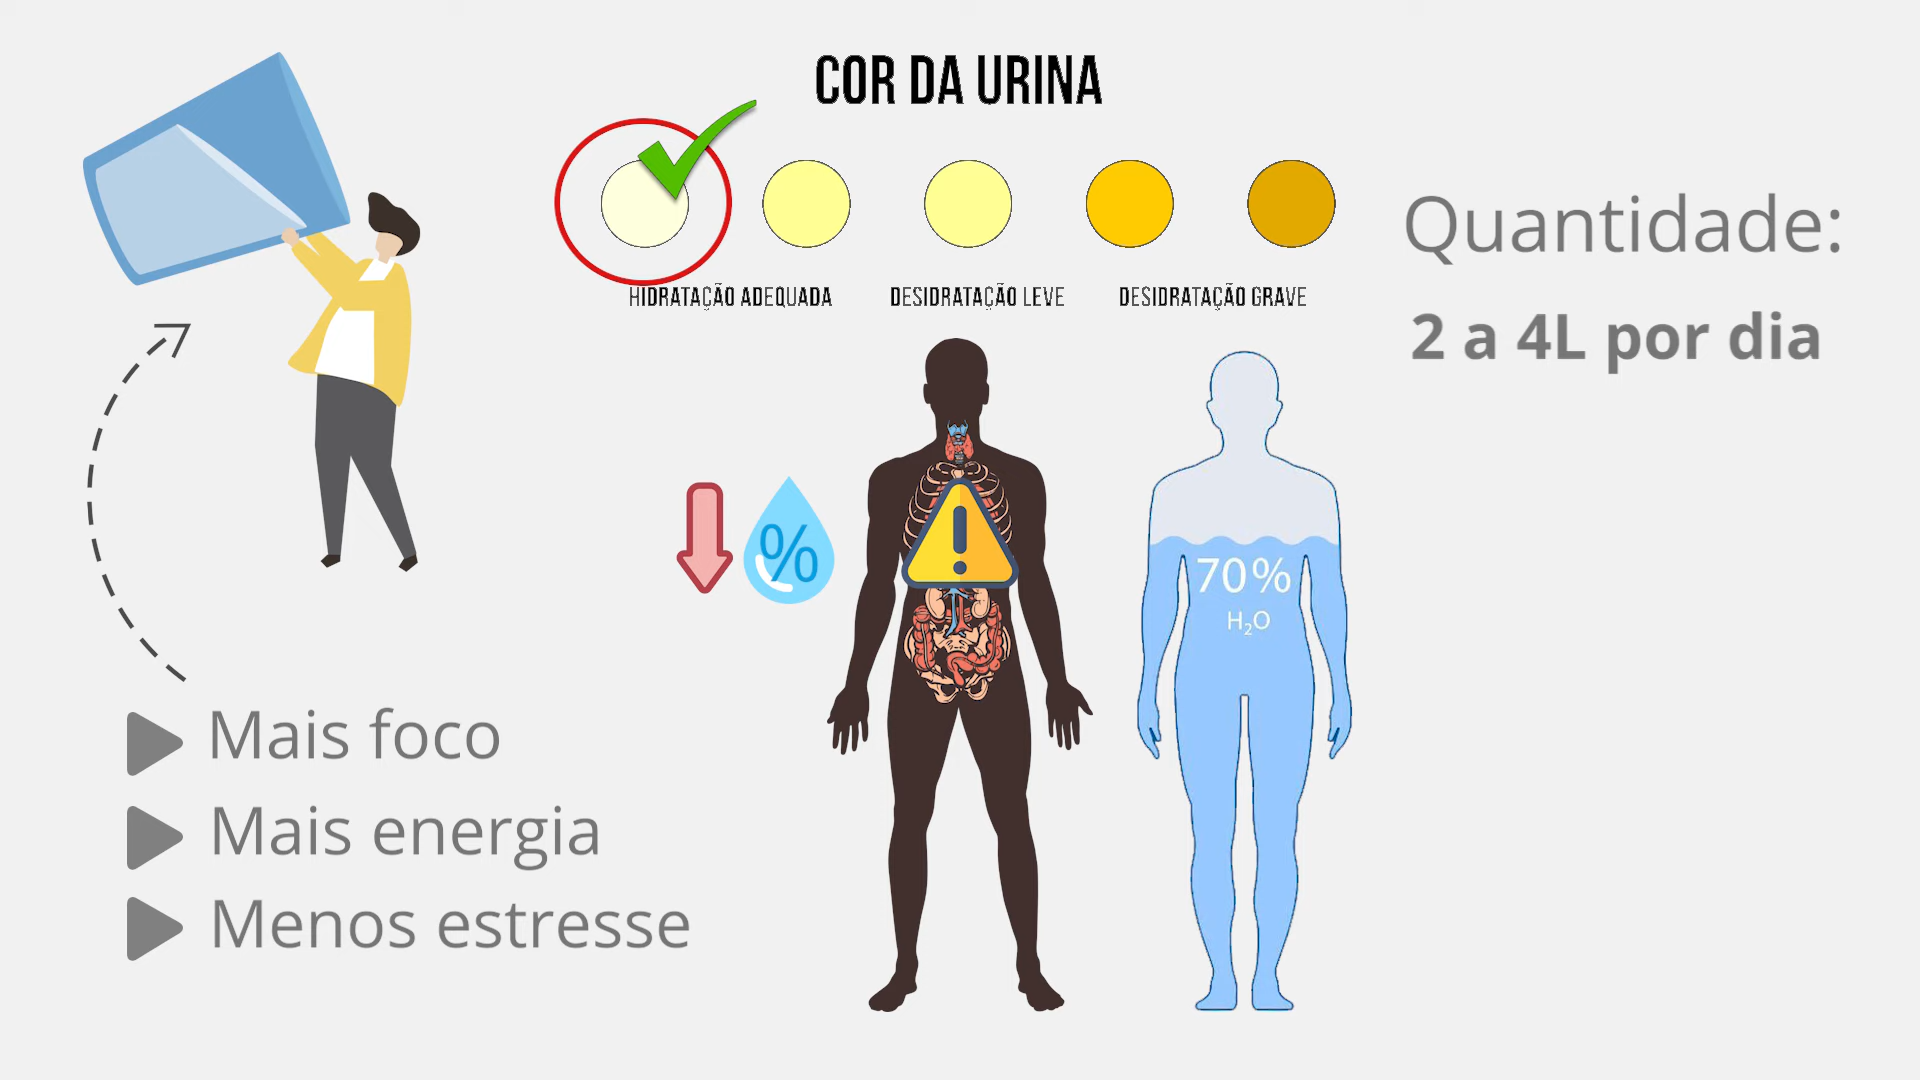 COR DA URINA
HIDRATAÇÃO ADEQUADA
DESIDRATAÇÃO LEVE
DESIDRATAÇÃO GRAVE
Quantidade:
2 a 4L por dia
%
70%
H₂O
Mais foco
Mais energia
Menos estresse